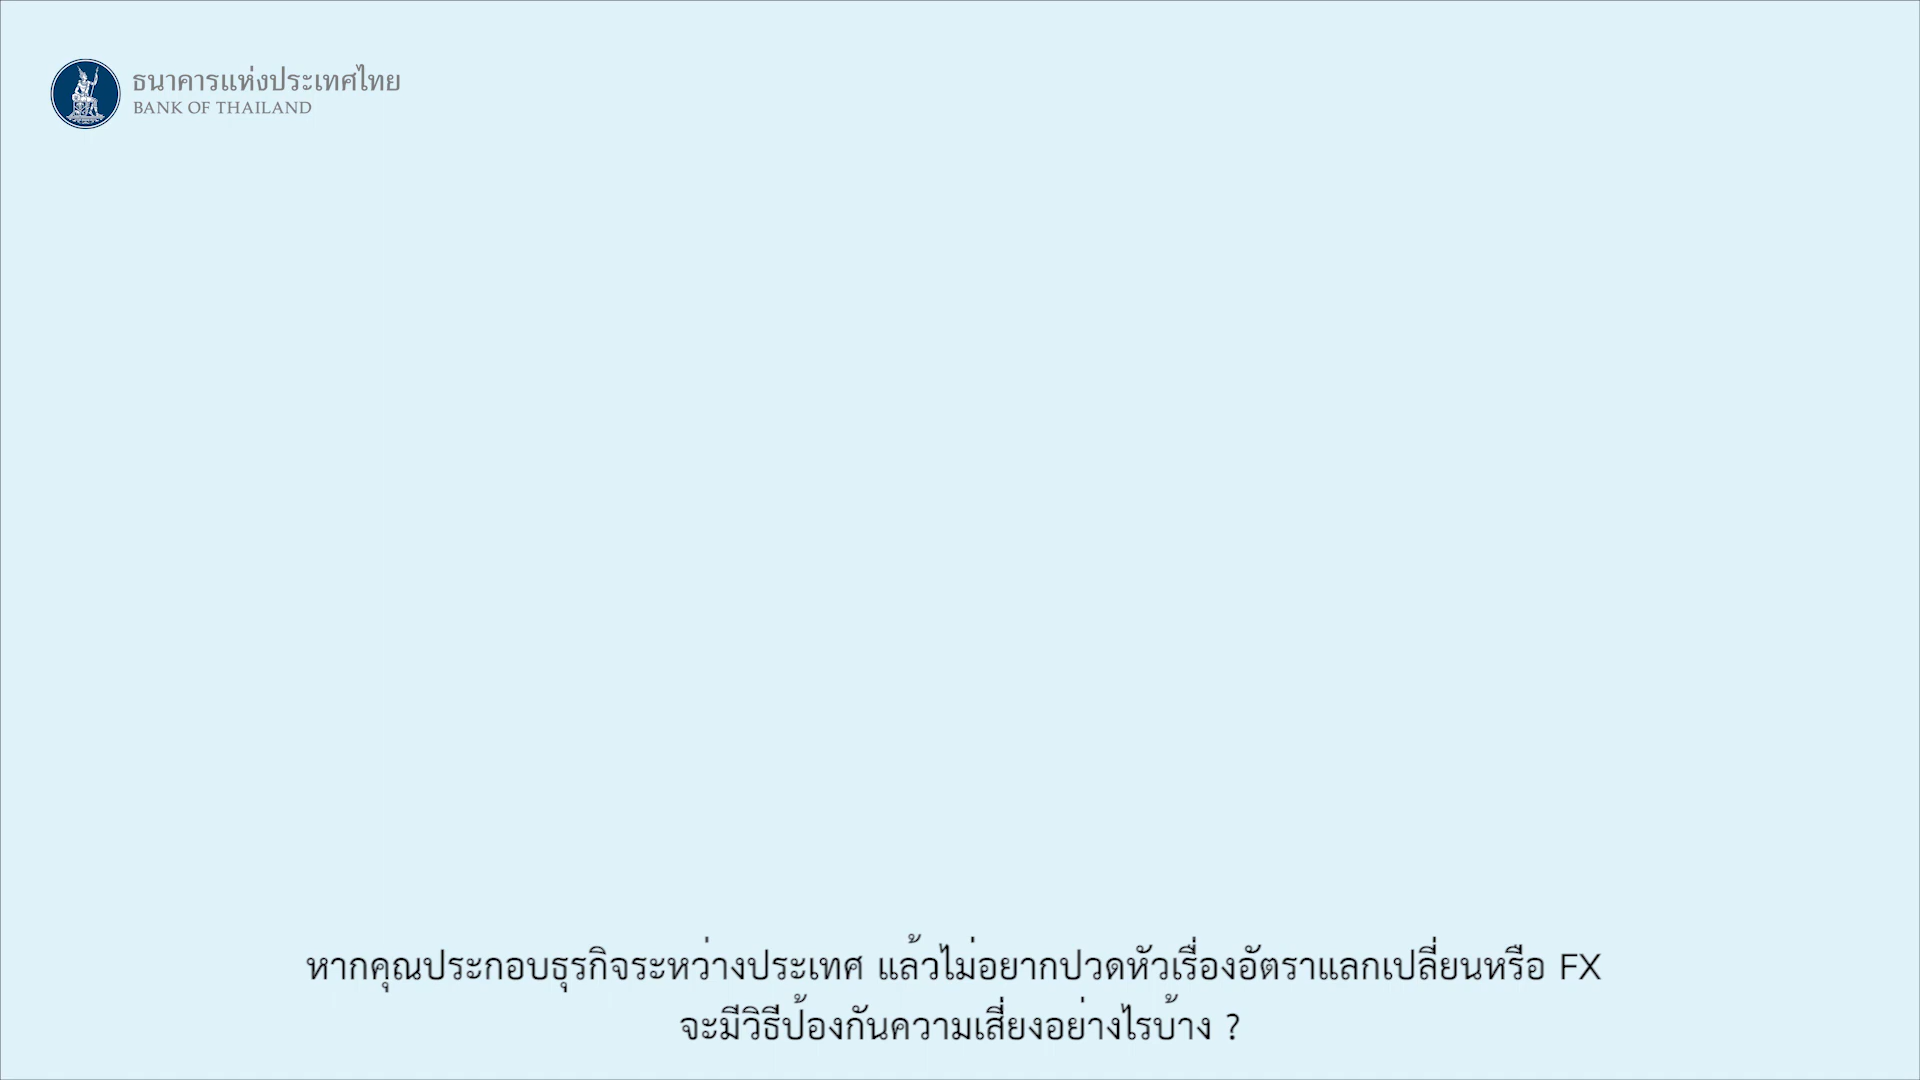 ธนาคารแห่งประเทศไทย
BANK OF THAILAND
หากคุณประกอบธุรกิจระหว่างประเทศ แล้วไม่อยากปวดหัวเรื่องอัตราแลกเปลี่ยนหรือ FX
จะมีวิธีป้องกันความเสี่ยงอย่างไรบ้าง ?